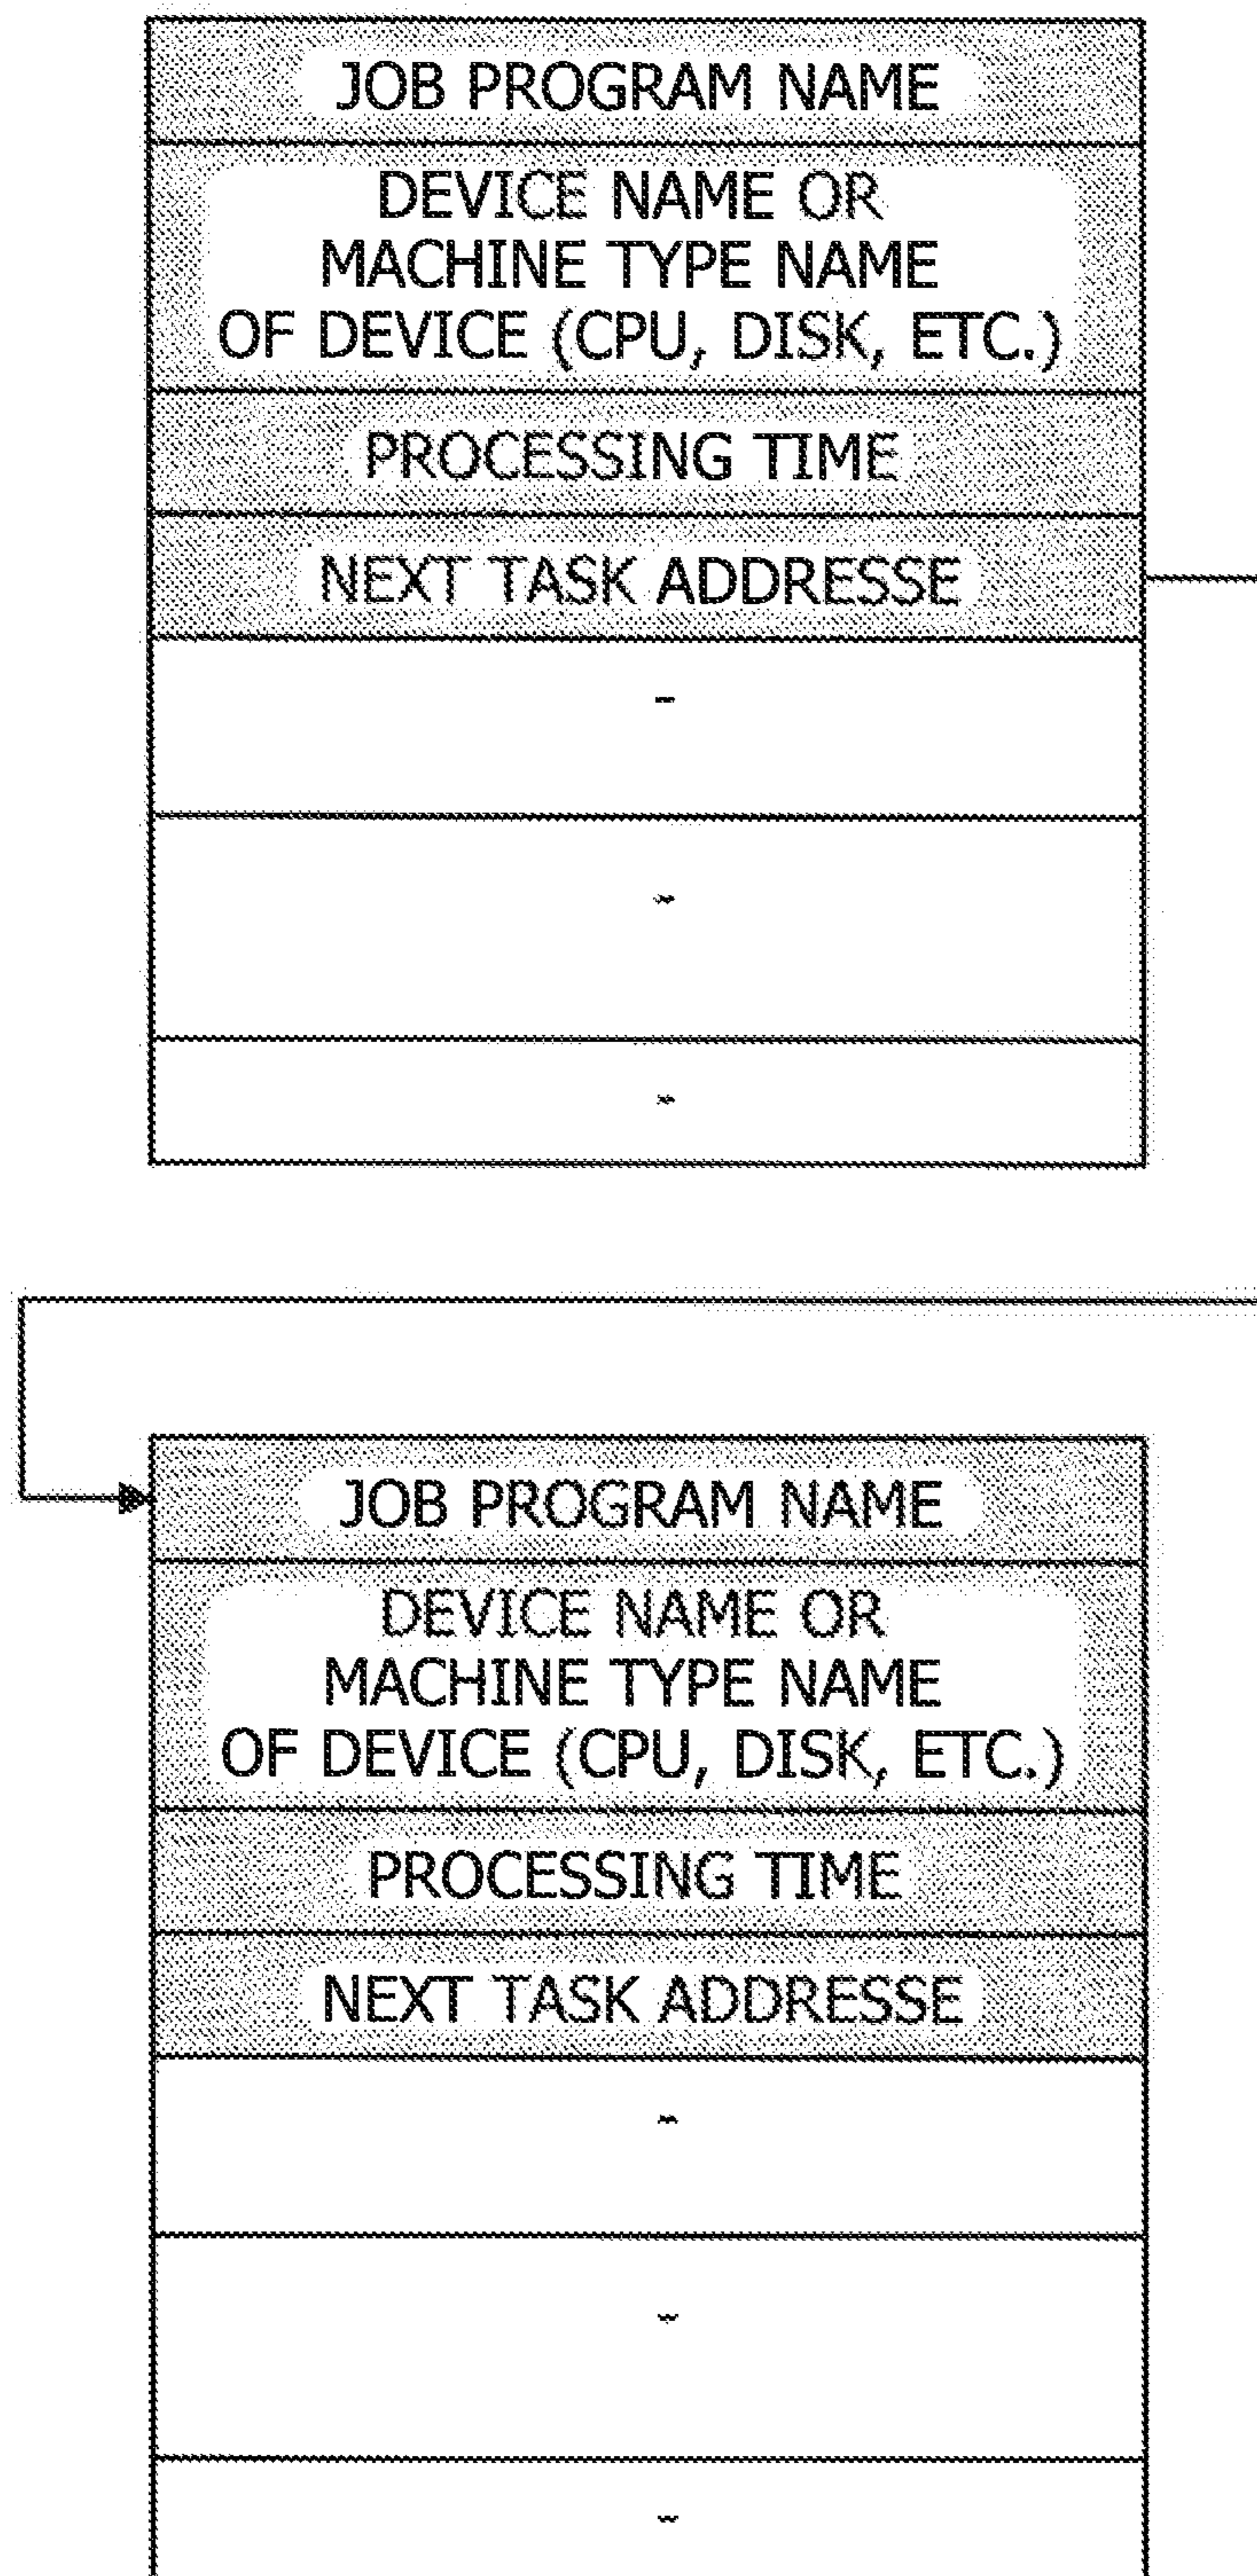 JOB PROGRAM NAME
DEVICE NAME OR
MACHINE TYPE NAME
OF DEVICE (CPU, DISK, ETC.)
PROCESSING TIME
NEXT TASK ADDRESSE
-
-
-
JOB PROGRAM NAME
DEVICE NAME OR
MACHINE TYPE NAME
OF DEVICE (CPU, DISK, ETC.)
PROCESSING TIME
NEXT TASK ADDRESSE
-
-
-